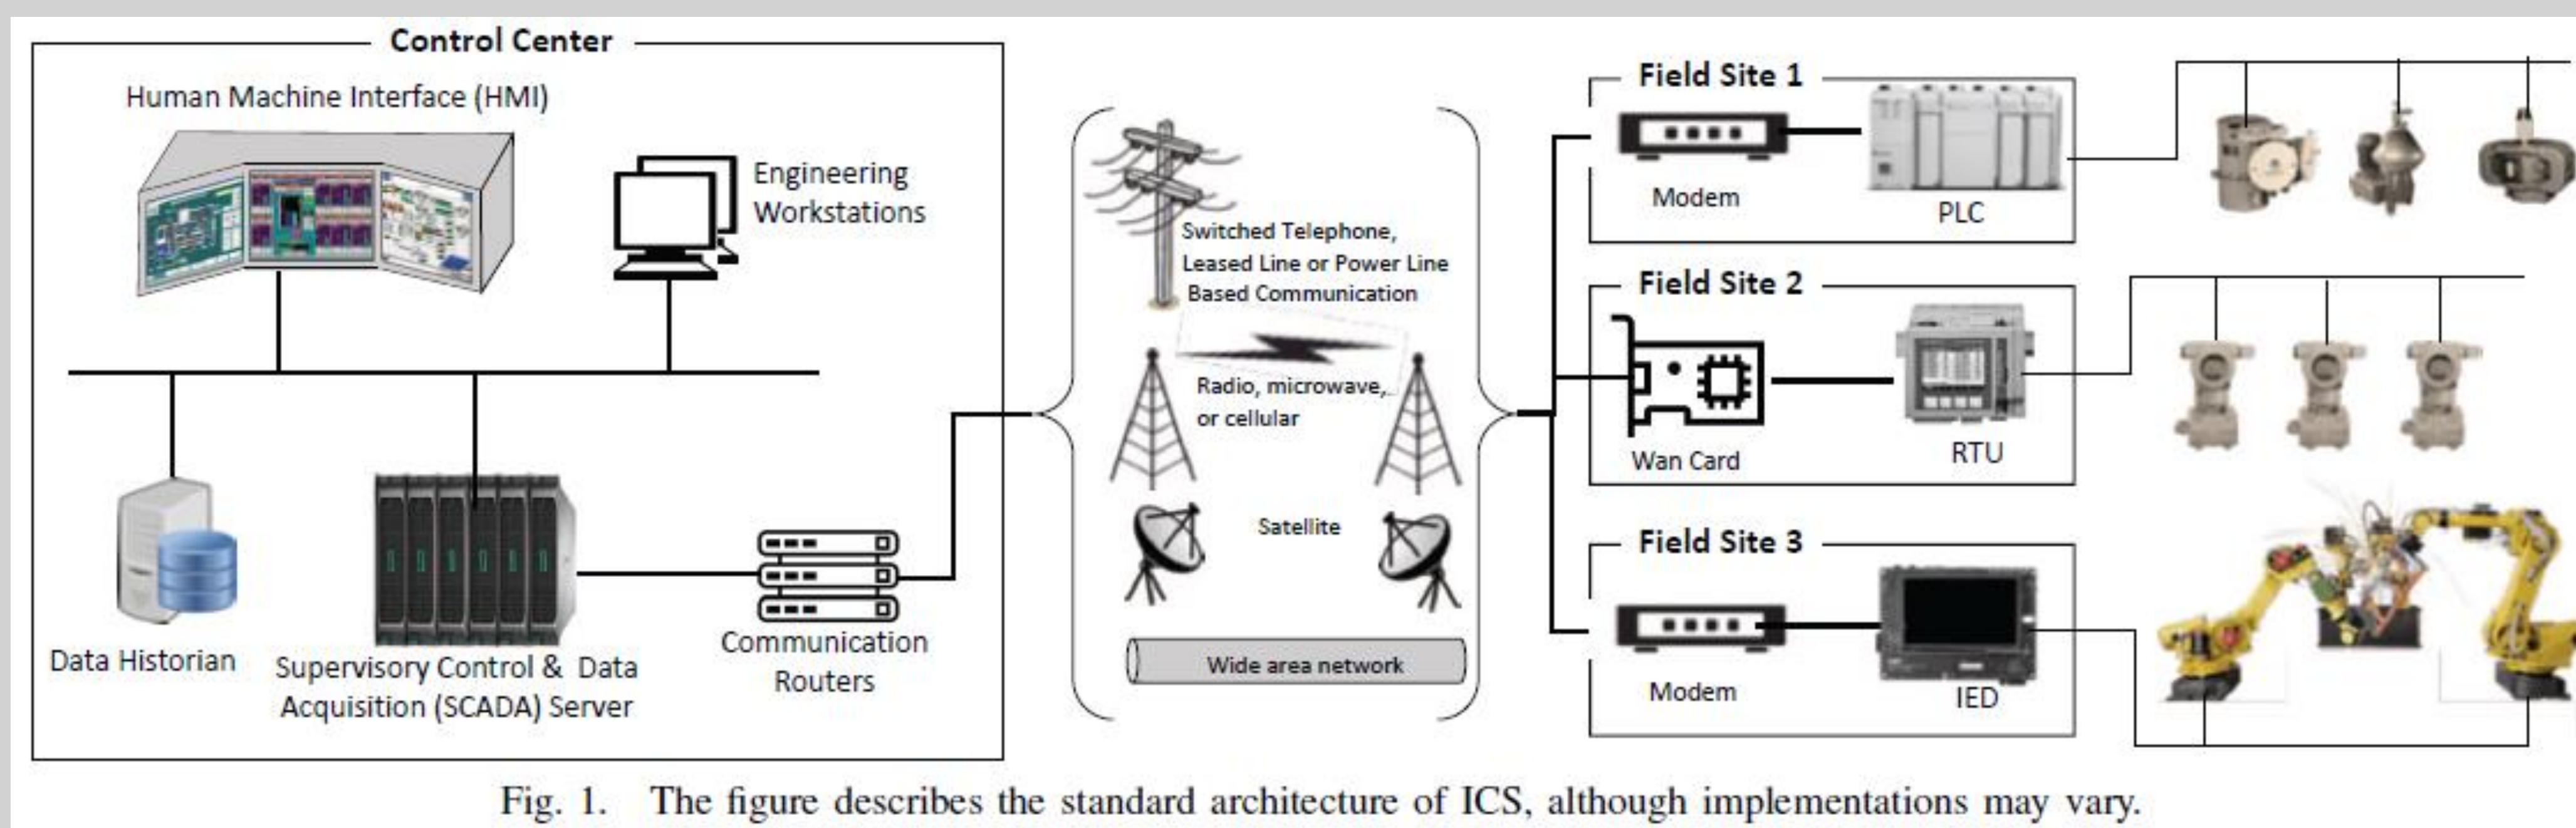 Control Center
Human Machine Interface (HMI)
Engineering
Workstations
Data Historian
Supervisory Control & Data
Acquisition (SCADA) Server
Communication
Routers
Switched Telephone,
Leased Line or Power Line
Based Communication
Radio, microwave,
or cellular
Satellite
Wide area network
Field Site 1
Modem
PLC
Field Site 2
Wan Card
RTU
Field Site 3
Modem
IED
Fig. 1. The figure describes the standard architecture of ICS, although implementations may vary.